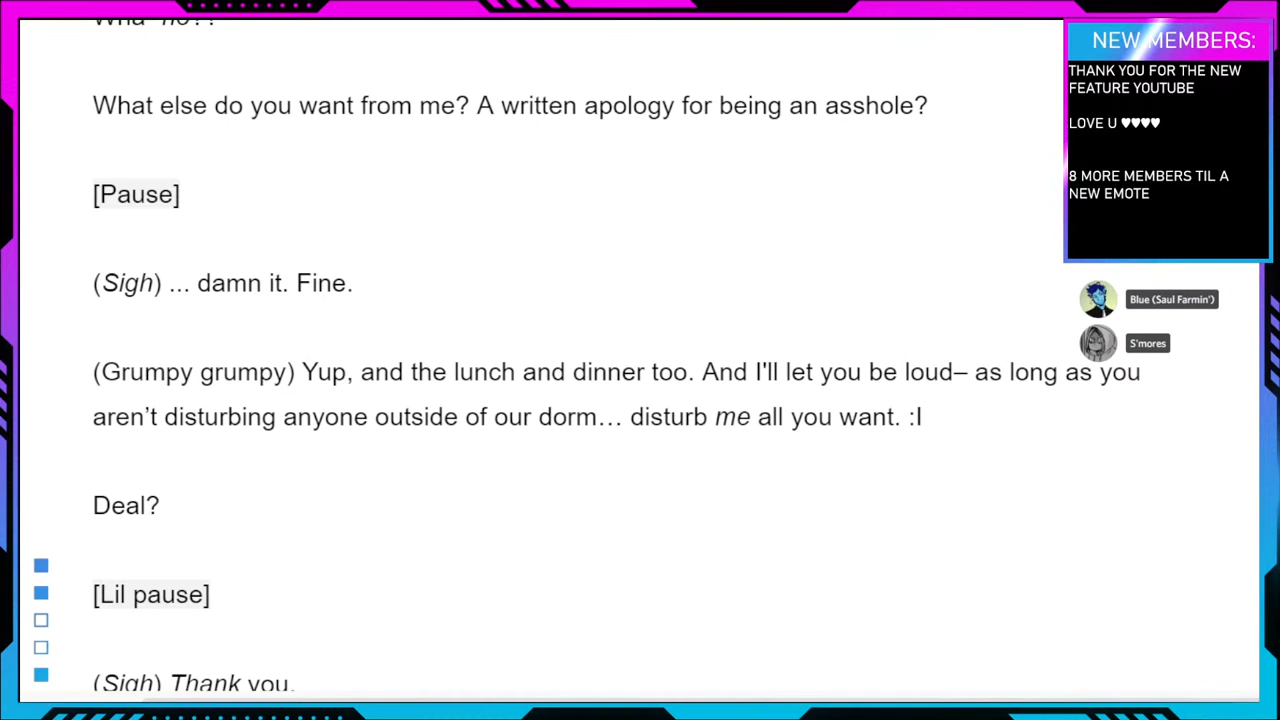 Wha- no??
What else do you want from me? A written apology for being an asshole?
[Pause]
(Sigh) ... damn it. Fine.
(Grumpy grumpy) Yup, and the lunch and dinner too. And I'll let you be loud– as long as you
aren’t disturbing anyone outside of our dorm… disturb me all you want. :I
Deal?
[Lil pause]
(Sigh) Thank you.
NEW MEMBERS:
THANK YOU FOR THE NEW
FEATURE YOUTUBE
LOVE U ♥♥♥♥
8 MORE MEMBERS TIL A
NEW EMOTE
Blue (Saul Farmin')
S'mores